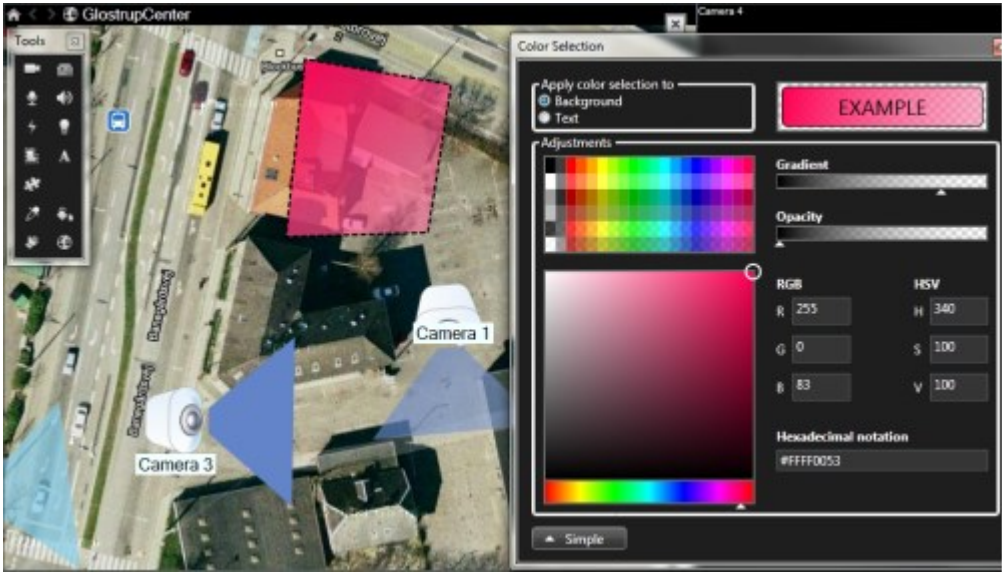 GlostrupCenter
Camera 4
Tools
A
Color Selection
Apply color selection to
Background
Text
EXAMPLE
Adjustments
Gradient
Opacity
RGB
HSV
R 255
H 340
G 0
S 100
B 83
V 100
Hexadecimal notation
#FFFF0053
Simple
Camera 1
Camera 3